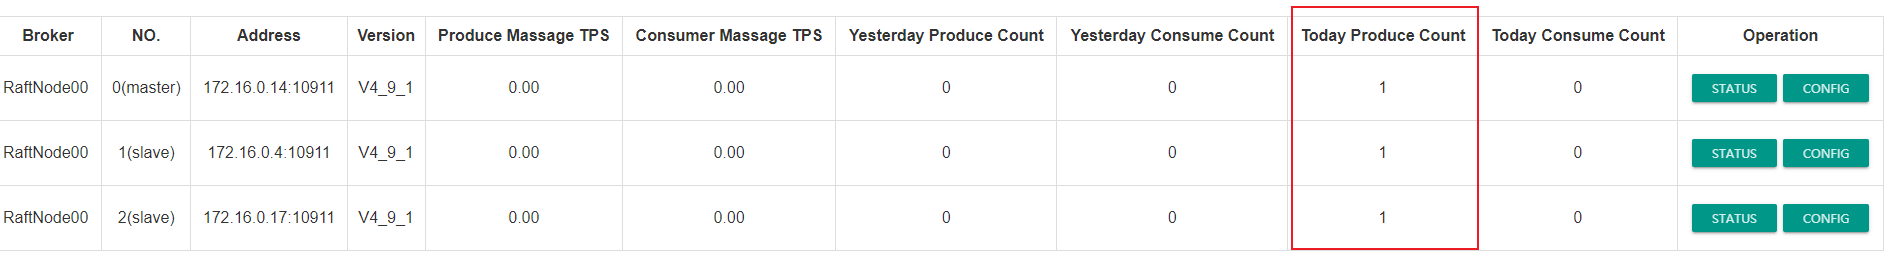 Broker NO. Address Version Produce Massage TPS Consumer Massage TPS Yesterday Produce Count Yesterday Consume Count Today Produce Count Today Consume Count Operation
RaftNode00 0(master) 172.16.0.14:10911 V4_9_1 0.00 0.00 0 0 1 0 STATUS CONFIG
RaftNode00 1(slave) 172.16.0.4:10911 V4_9_1 0.00 0.00 0 0 1 0 STATUS CONFIG
RaftNode00 2(slave) 172.16.0.17:10911 V4_9_1 0.00 0.00 0 0 1 0 STATUS CONFIG